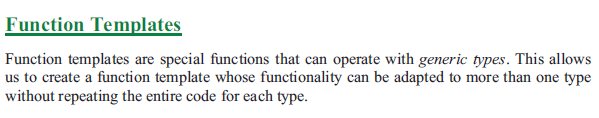 Function Templates
Function templates are special functions that can operate with generic types. This allows
us to create a function template whose functionality can be adapted to more than one type
without repeating the entire code for each type.